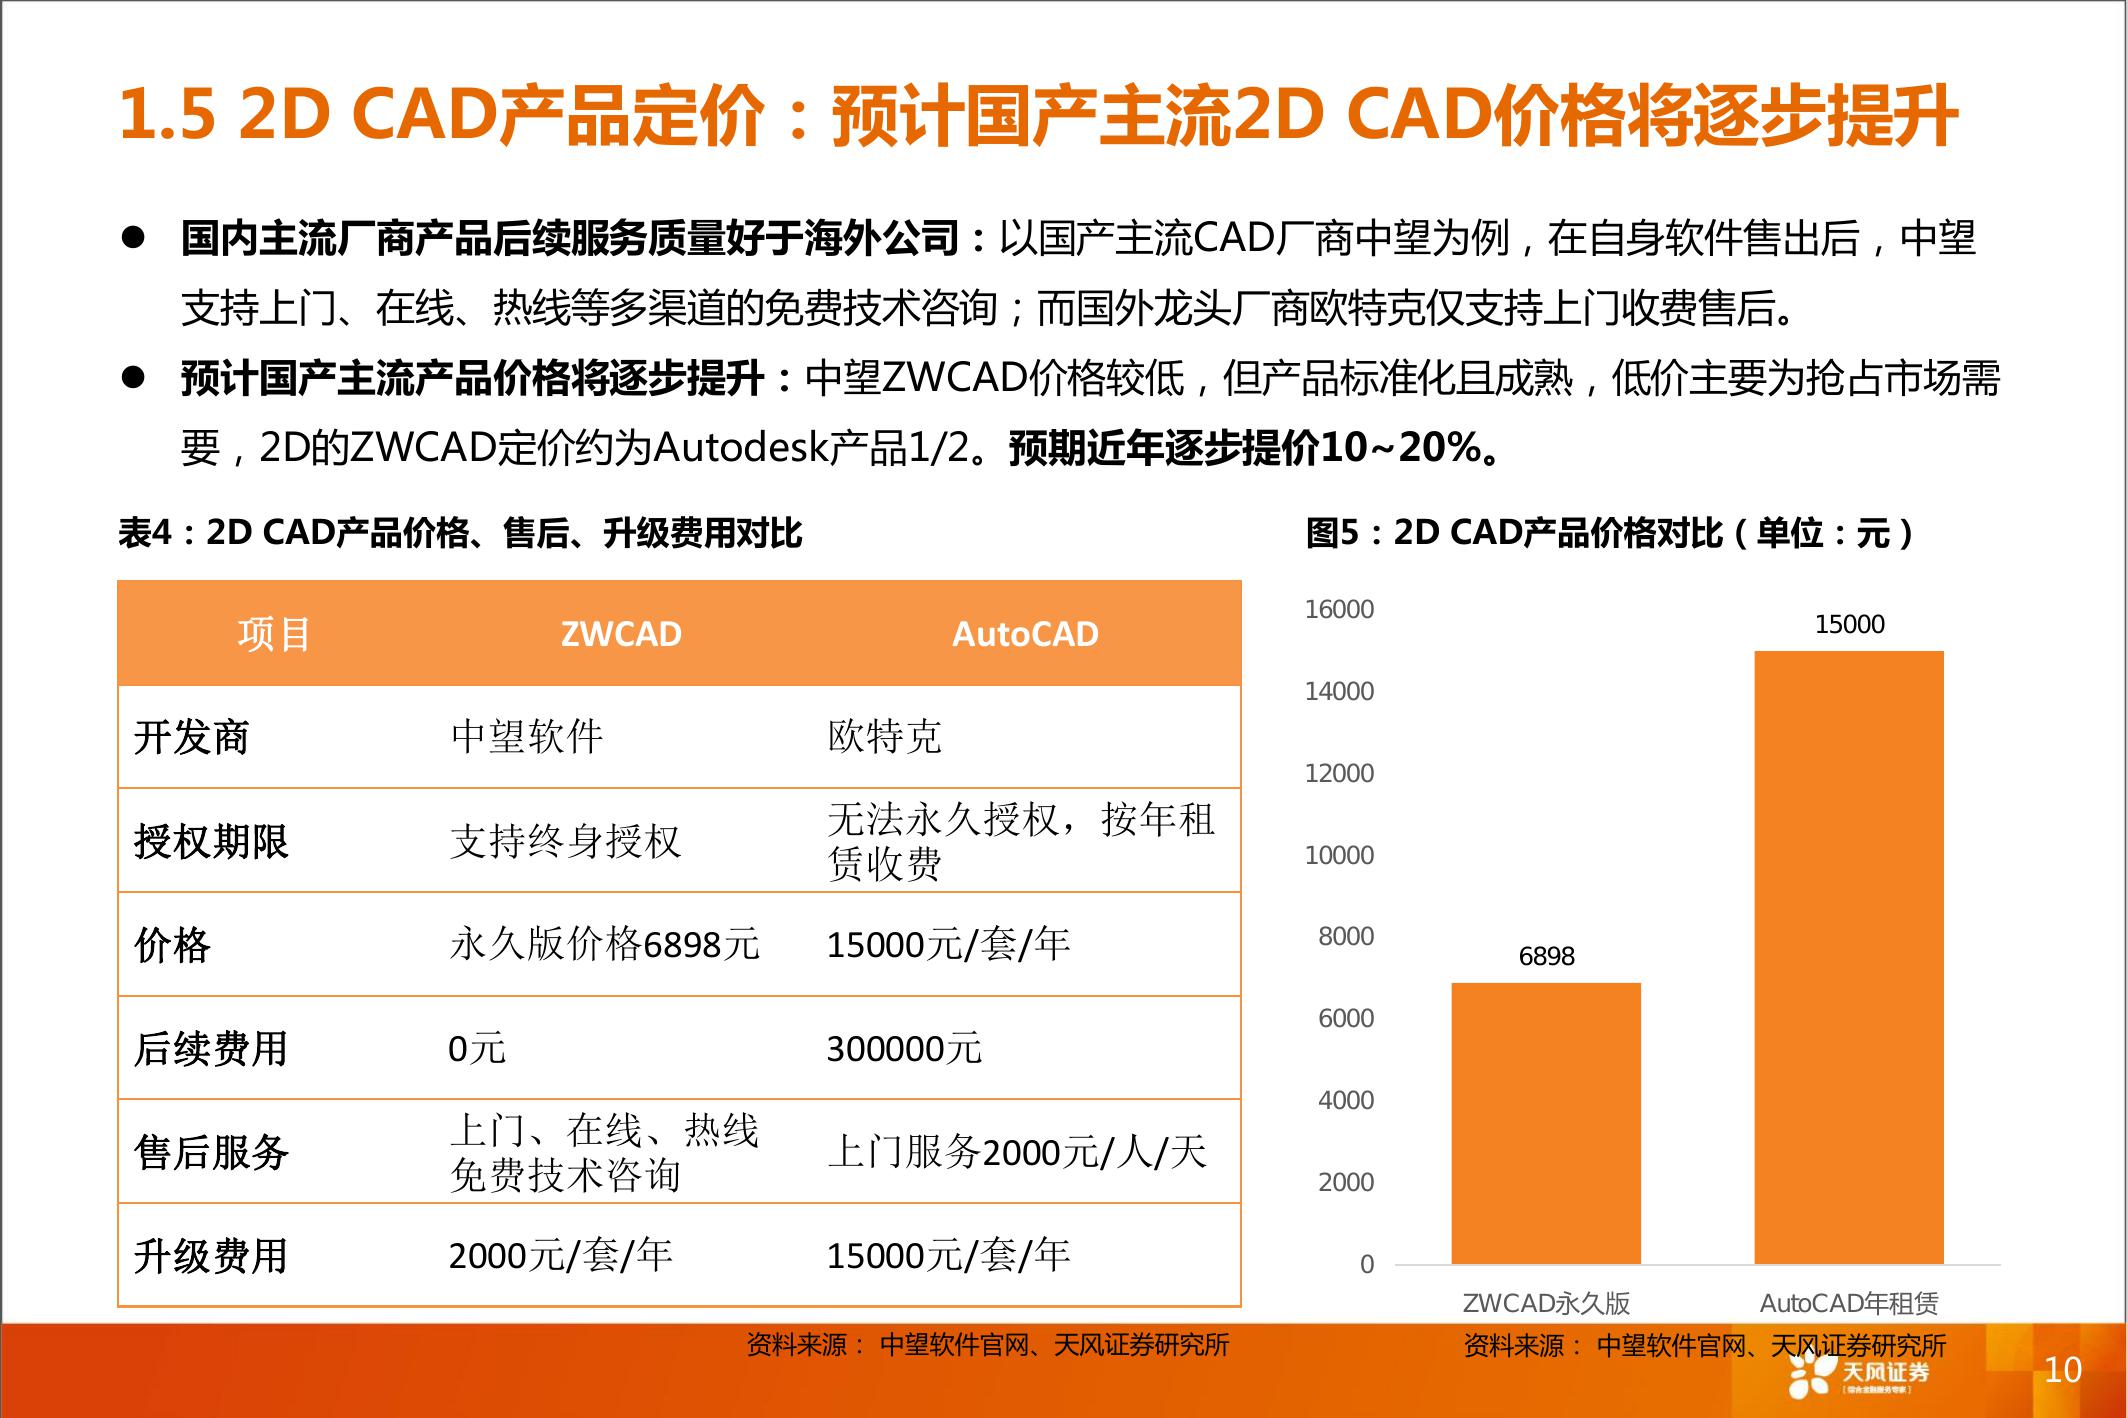 1.5 2D CAD产品定价：预计国产主流2D CAD价格将逐步提升
● 国内主流厂商产品后续服务质量好于海外公司：以国产主流CAD厂商中望为例，在自身软件售出后，中望
支持上门、在线、热线等多渠道的免费技术咨询；而国外龙头厂商欧特克仅支持上门收费售后。
● 预计国产主流产品价格将逐步提升：中望ZWCAD价格较低，但产品标准化且成熟，低价主要为抢占市场需
要，2D的ZWCAD定价约为Autodesk产品1/2。预期近年逐步提价10~20%。
表4：2D CAD产品价格、售后、升级费用对比
项目 ZWCAD AutoCAD
开发商 中望软件 欧特克
授权期限 支持终身授权 无法永久授权，按年租
赁收费
价格 永久版价格6898元 15000元/套/年
后续费用 0元 300000元
售后服务 上门、在线、热线
免费技术咨询 上门服务2000元/人/天
升级费用 2000元/套/年 15000元/套/年
资料来源： 中望软件官网、天风证券研究所
图5：2D CAD产品价格对比（单位：元）
16000
14000
12000
10000
8000
6000
4000
2000
0
6898
15000
ZWCAD永久版 AutoCAD年租赁
资料来源： 中望软件官网、天风证券研究所
天风证券
[综合金融服务专家]
10